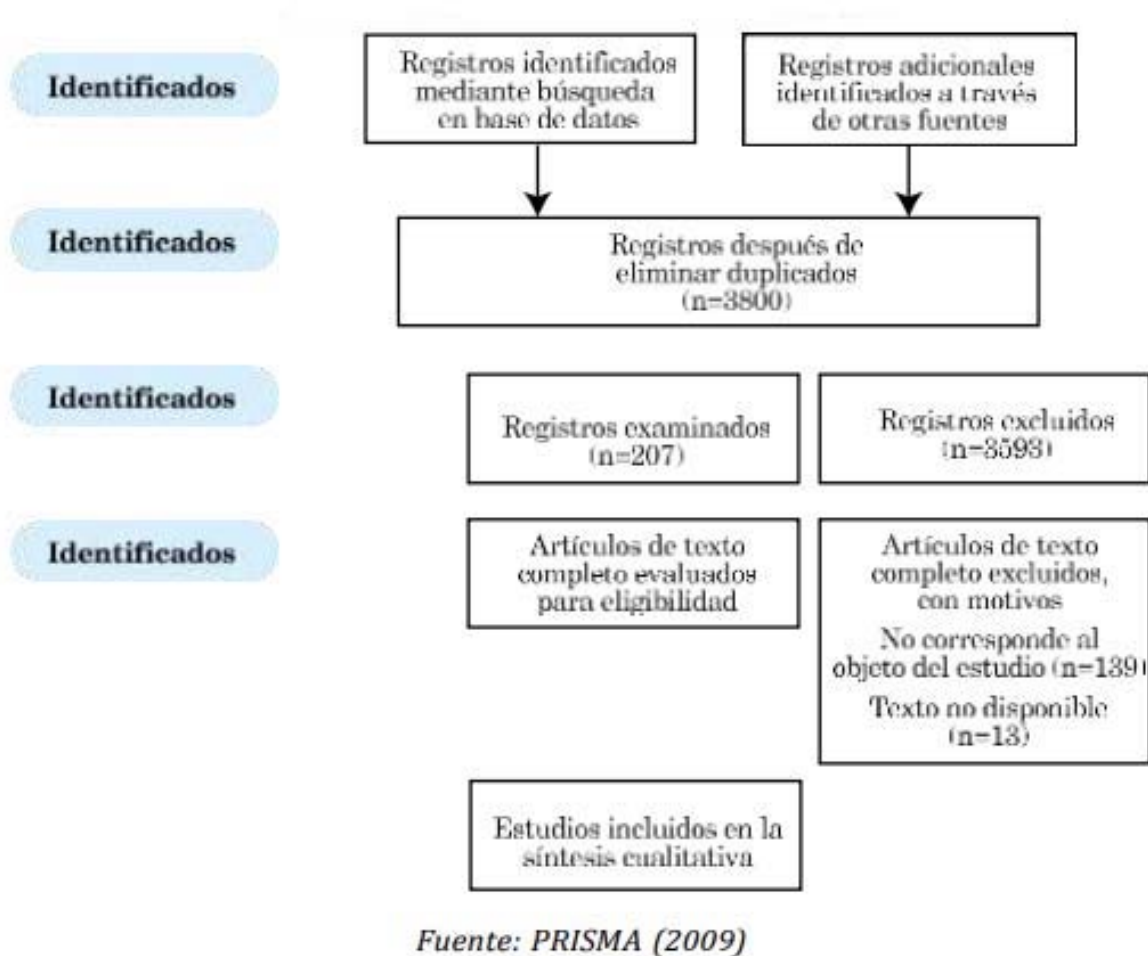 Identificados
Registros identificados
mediante búsqueda
en base de datos
Registros adicionales
identificados a través
de otras fuentes
Identificados
Registros después de
eliminar duplicados
(n=3800)
Identificados
Registros examinados
(n=207)
Registros excluidos
(n=3593)
Identificados
Artículos de texto
completo evaluados
para eligibilidad
Artículos de texto
completo excluidos,
con motivos
No corresponde al
objeto del estudio (n=139)
Texto no disponible
(n=13)
Estudios incluidos en la
síntesis cualitativa
Fuente: PRISMA (2009)